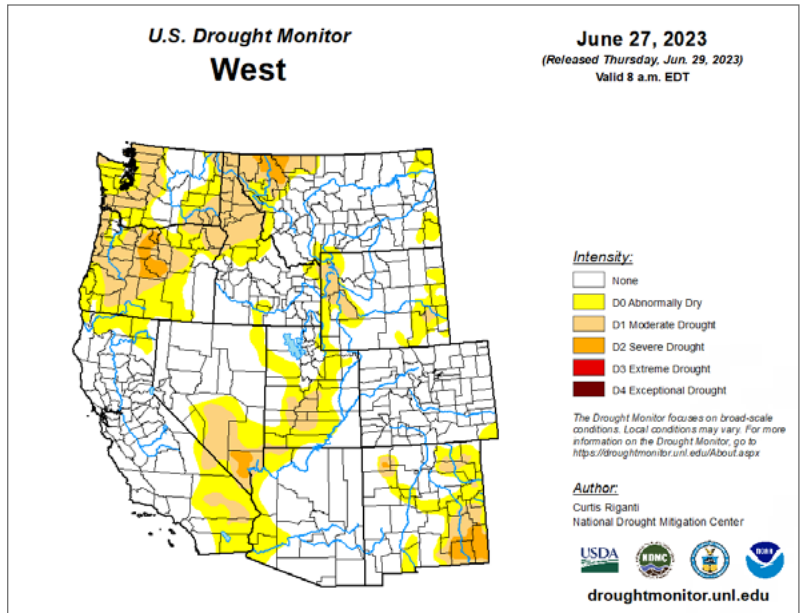 U.S. Drought Monitor
West
June 27, 2023
(Released Thursday, Jun. 29, 2023)
Valid 8 a.m. EDT
Intensity:
None
D0 Abnormally Dry
D1 Moderate Drought
D2 Severe Drought
D3 Extreme Drought
D4 Exceptional Drought
The Drought Monitor focuses on broad-scale
conditions. Local conditions may vary. For more
information on the Drought Monitor, go to
https://droughtmonitor.unl.edu/About.aspx
Author:
Curtis Riganti
National Drought Mitigation Center
USDA
NDMC
NOAA
droughtmonitor.unl.edu